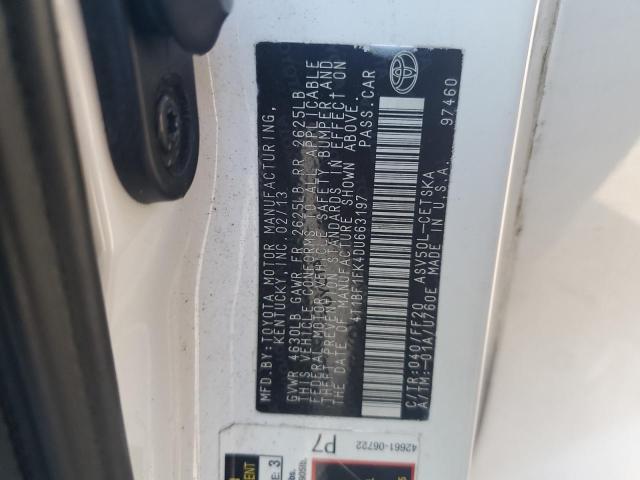 MFD.BY:TOYOTA MOTOR MANUFACTURING,
KENTUCKY,INC. 02/13
GVWR 4630LB GAWR FR 2625LB RR 2625LB
THIS VEHICLE CONFORMS TO ALL APPLICABLE
FEDERAL MOTOR VEHICLE SAFETY, BUMPER, AND
THEFT PREVENTION STANDARDS IN EFFECT ON
THE DATE OF MANUFACTURE SHOWN ABOVE.
4T1BF1FK4DU663197 PASS.CAR
C/TR:040/FF20 ASV50L-CETSKA
A/TM:-01A/U760E MADE IN U.S.A. 97460
42661-06722
P7
3